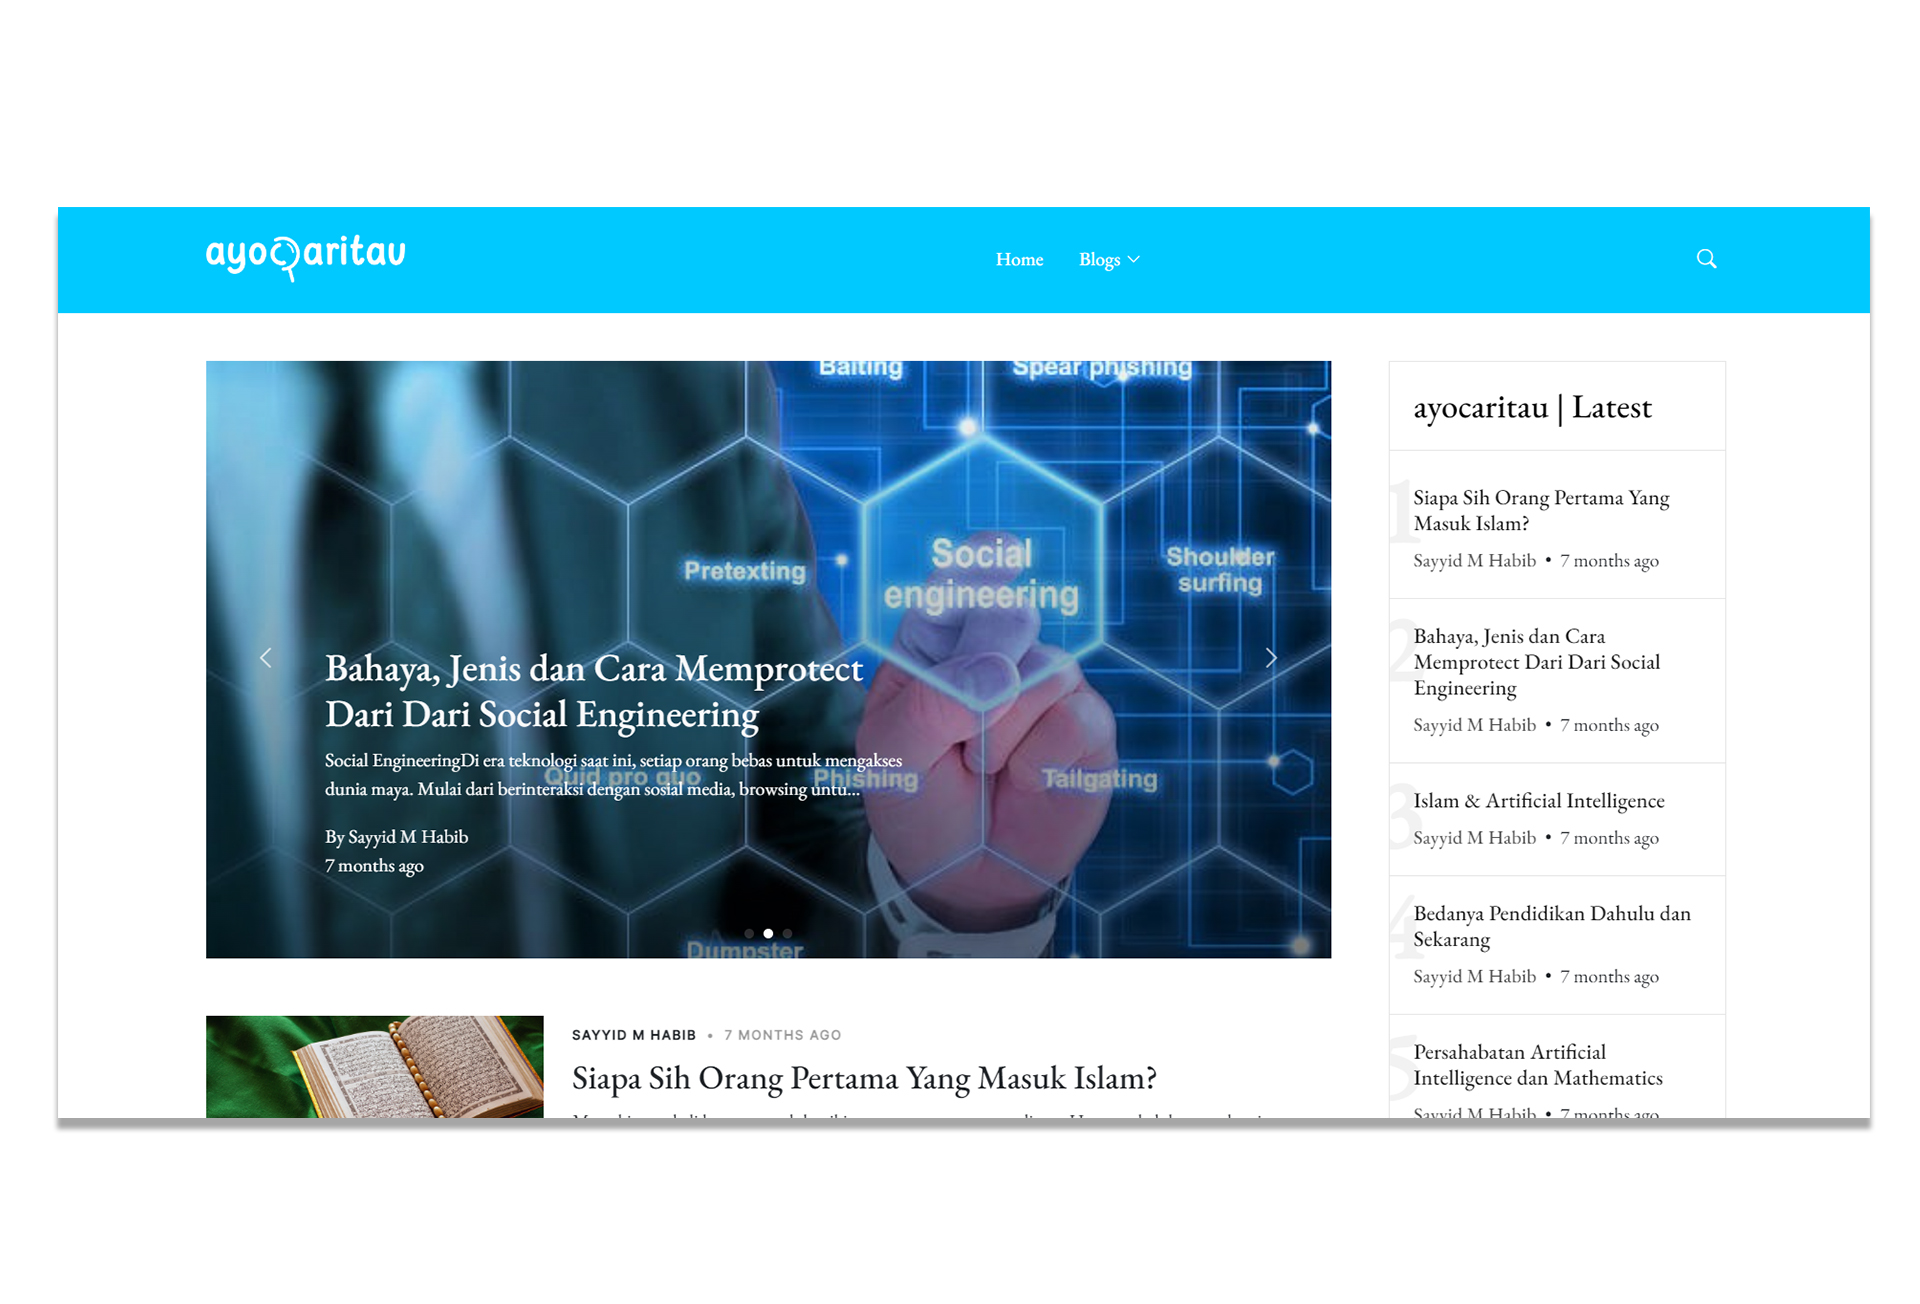 ayocaritau
Home Blogs
Baiting Spear phishing
Social
engineering
Pretexting
Shoulder
surfing
Bahaya, Jenis dan Cara Memprotect
Dari Dari Social Engineering
Social EngineeringDi era teknologi saat ini, setiap orang bebas untuk mengakses
dunia maya. Mulai dari berinteraksi dengan sosial media, browsing untu...
Quid pro quo Phishing Tailgating
By Sayyid M Habib
7 months ago
Dumpster
SAYYID M HABIB • 7 MONTHS AGO
Siapa Sih Orang Pertama Yang Masuk Islam?
ayocaritau | Latest
1
Siapa Sih Orang Pertama Yang
Masuk Islam?
Sayyid M Habib • 7 months ago
2
Bahaya, Jenis dan Cara
Memprotect Dari Dari Social
Engineering
Sayyid M Habib • 7 months ago
3
Islam & Artificial Intelligence
Sayyid M Habib • 7 months ago
4
Bedanya Pendidikan Dahulu dan
Sekarang
Sayyid M Habib • 7 months ago
5
Persahabatan Artificial
Intelligence dan Mathematics
Sayyid M Habib • 7 months ago